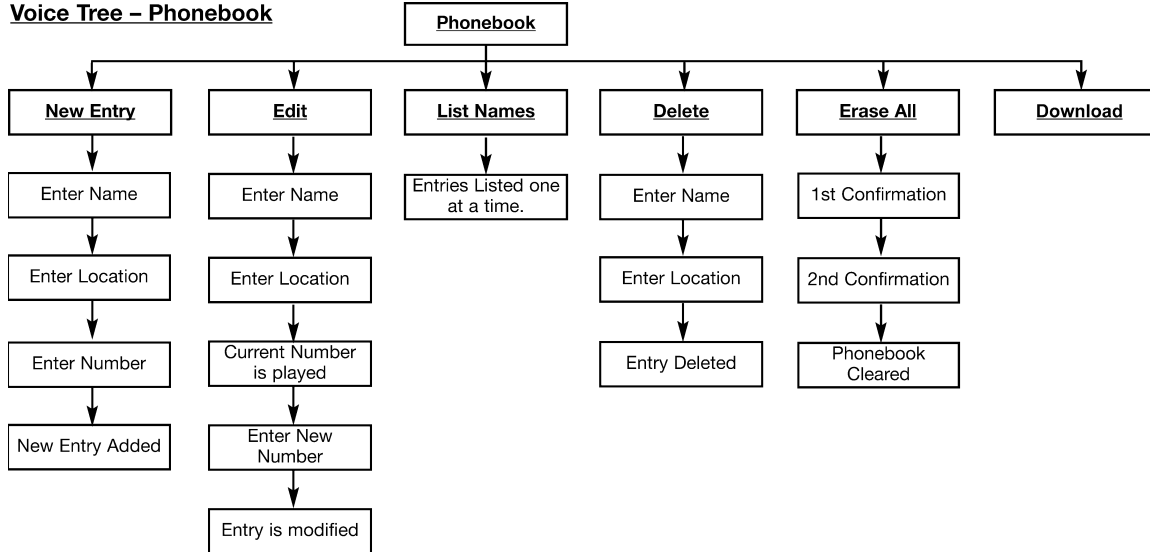 Voice Tree – Phonebook
Phonebook
New Entry
Edit
List Names
Delete
Erase All
Download
Enter Name
Enter Name
Entries Listed one
at a time.
Enter Name
1st Confirmation
Enter Location
Enter Location
Enter Location
2nd Confirmation
Enter Number
Current Number
is played
Entry Deleted
Phonebook
Cleared
New Entry Added
Enter New
Number
Entry is modified